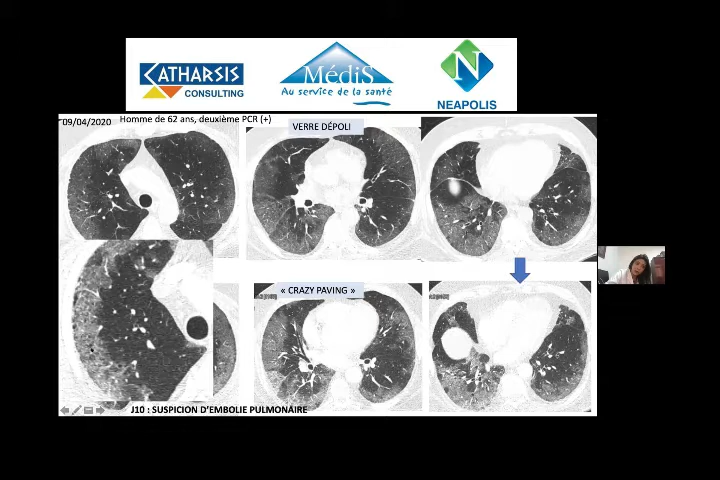 CATHARSIS
CONSULTING
MédiS
Au service de la santé
N
NEAPOLIS
09/04/2020
Homme de 62 ans, deuxième PCR (+)
VERRE DÉPOLI
« CRAZY PAVING »
J10 : SUSPICION D'EMBOLIE PULMONAIRE